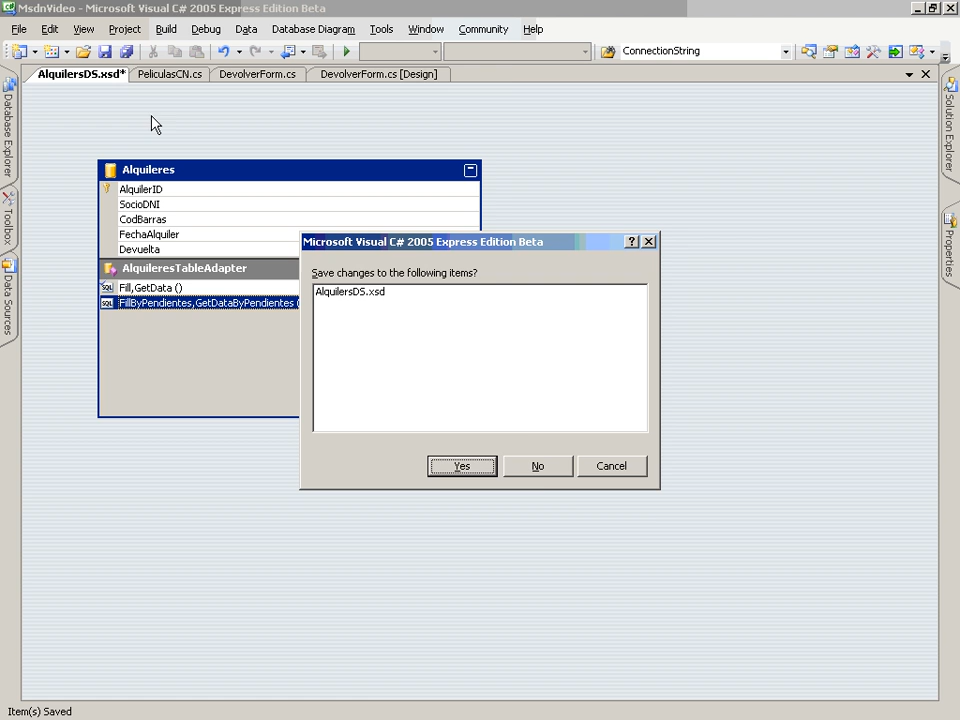 MsdnVideo - Microsoft Visual C# 2005 Express Edition Beta
File Edit View Project Build Debug Data Database Diagram Tools Window Community Help
ConnectionString
AlquilersDS.xsd* PeliculasCN.cs DevolverForm.cs DevolverForm.cs [Design]
Database Explorer
Toolbox
Data Sources
Solution Explorer
Properties
Alquileres
AlquilerID
SocioDNI
CodBarras
FechaAlquiler
Devuelta
AlquileresTableAdapter
SQL Fill,GetData ()
SQL FillByPendientes,GetDataByPendientes (
Microsoft Visual C# 2005 Express Edition Beta
Save changes to the following items?
AlquilersDS.xsd
Yes No Cancel
Item(s) Saved